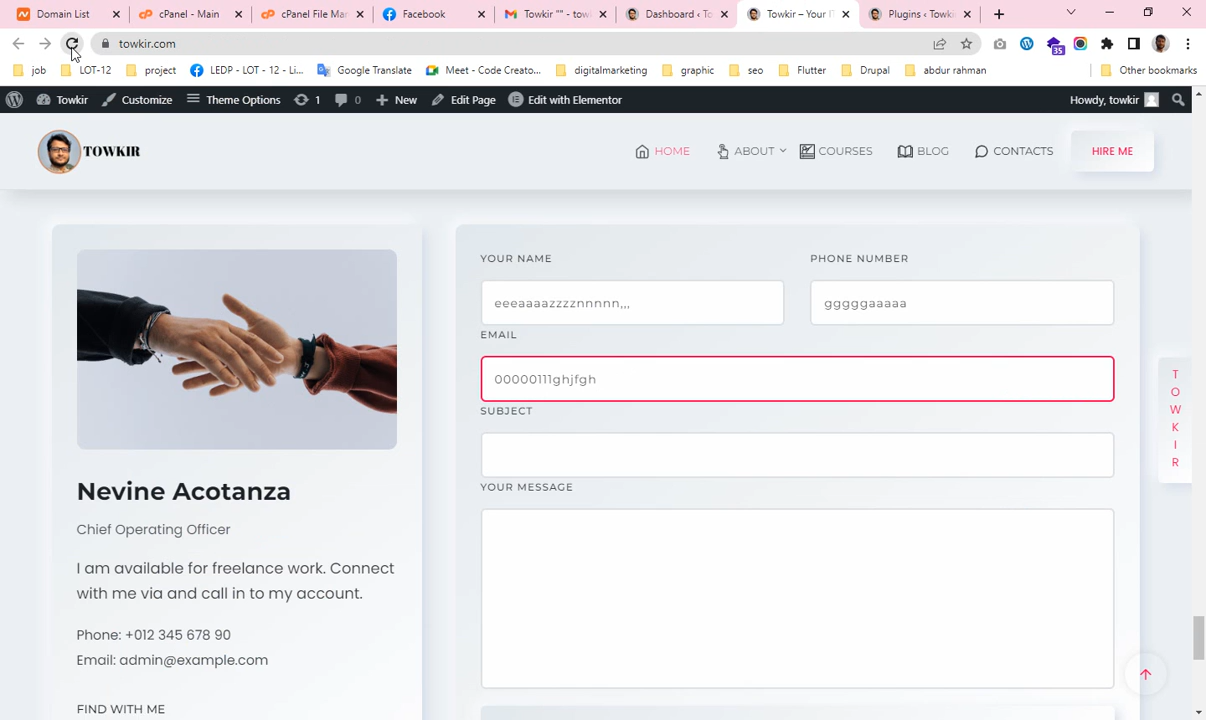 Domain List
cPanel - Main
cPanel File Man
Facebook
Towkir "" - tow
Dashboard ‹ To
Towkir – Your IT
Plugins ‹ Towki
towkir.com
35
job
LOT-12
project
LEDP - LOT - 12 - Li...
Google Translate
Meet - Code Creato...
digitalmarketing
graphic
seo
Flutter
Drupal
abdur rahman
Other bookmarks
Towkir
Customize
Theme Options
1
0
New
Edit Page
Edit with Elementor
Howdy, towkir
TOWKIR
HOME
ABOUT
COURSES
BLOG
CONTACTS
HIRE ME
YOUR NAME
PHONE NUMBER
eeeaaaazzzznnnnn,,,
gggggaaaaa
EMAIL
00000111ghjfgh
SUBJECT
YOUR MESSAGE
TOWKIR
Nevine Acotanza
Chief Operating Officer
I am available for freelance work. Connect
with me via and call in to my account.
Phone: +012 345 678 90
Email: admin@example.com
FIND WITH ME